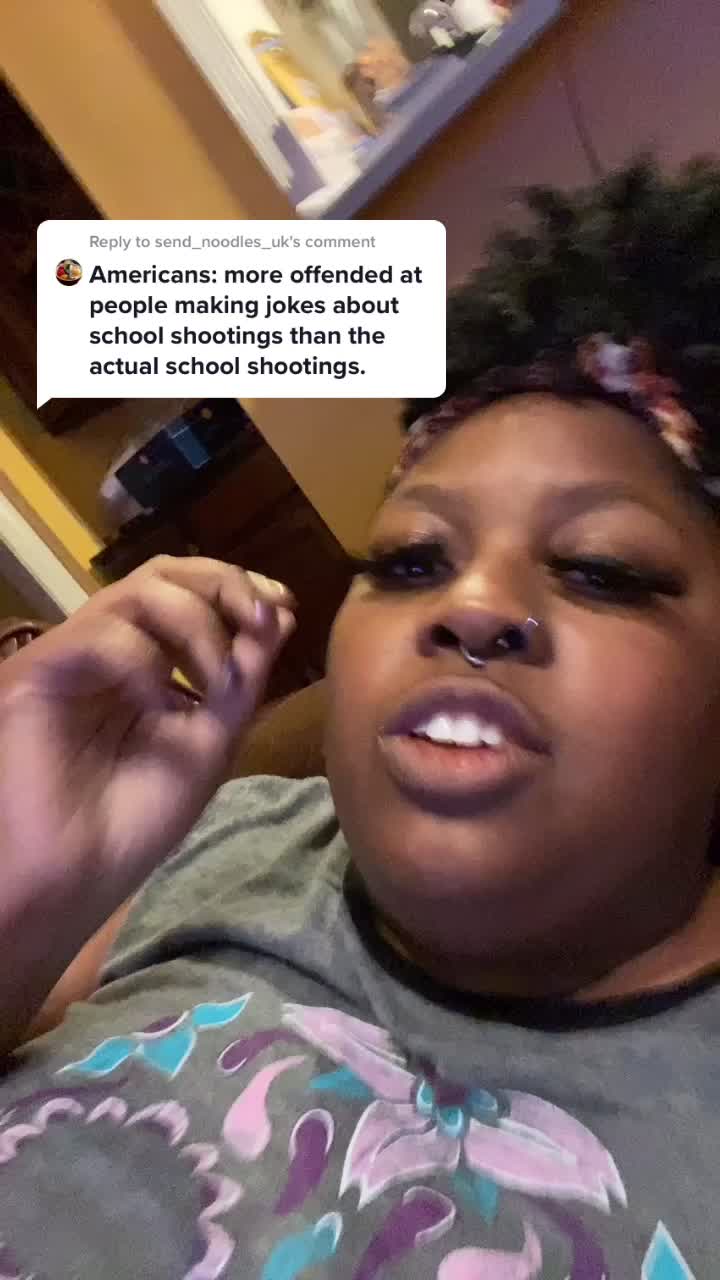 Reply to send_noodles_uk's comment
Americans: more offended at
people making jokes about
school shootings than the
actual school shootings.